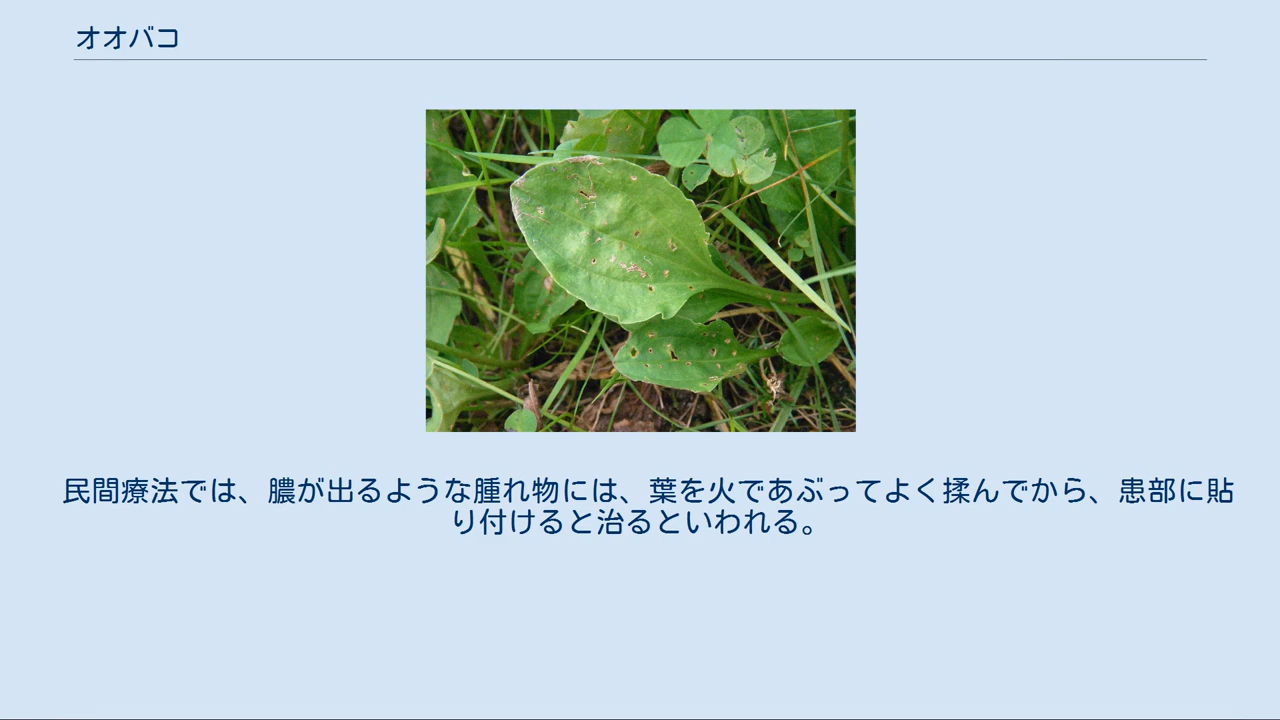 オオバコ
民間療法では、膿が出るような腫れ物には、葉を火であぶってよく揉んでから、患部に貼
り付けると治るといわれる。